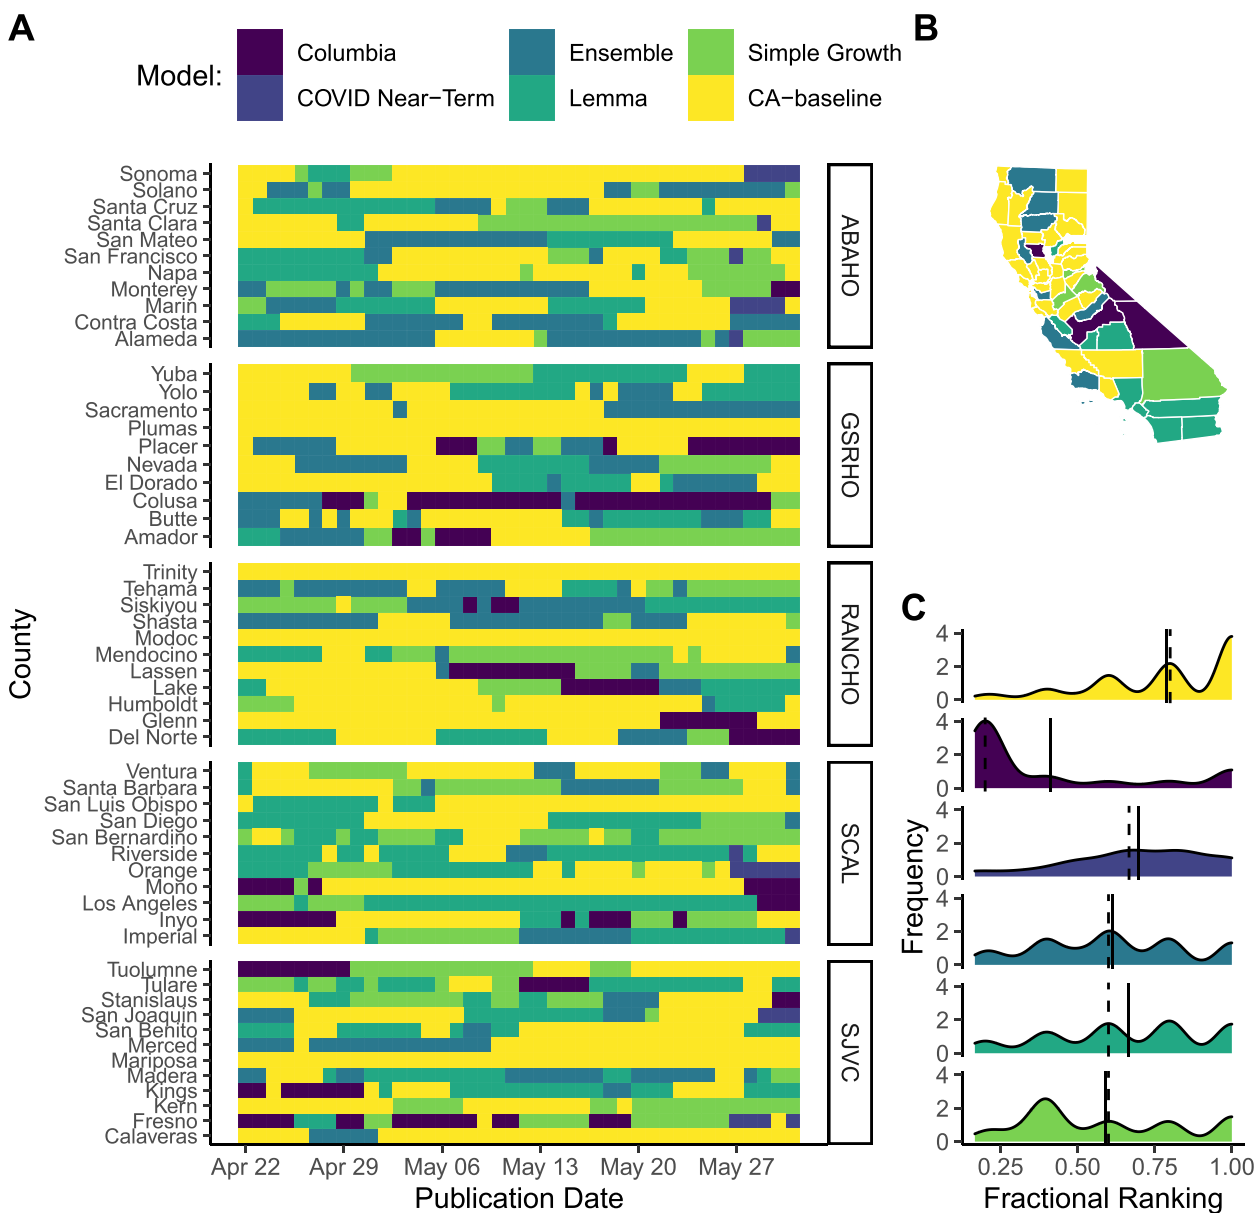 A
B
Model:
Columbia
Ensemble
Simple Growth
COVID Near−Term
Lemma
CA−baseline
County
Sonoma
Solano
Santa Cruz
Santa Clara
San Mateo
San Francisco
Napa
Monterey
Marin
Contra Costa
Alameda
ABAHO
Yuba
Yolo
Sacramento
Plumas
Placer
Nevada
El Dorado
Colusa
Butte
Amador
GSRHO
Trinity
Tehama
Siskiyou
Shasta
Modoc
Mendocino
Lassen
Lake
Humboldt
Glenn
Del Norte
RANCHO
Ventura
Santa Barbara
San Luis Obispo
San Diego
San Bernardino
Riverside
Orange
Mono
Los Angeles
Inyo
Imperial
SCAL
Tuolumne
Tulare
Stanislaus
San Joaquin
San Benito
Merced
Mariposa
Madera
Kings
Kern
Fresno
Calaveras
SJVC
Apr 22
Apr 29
May 06
May 13
May 20
May 27
Publication Date
C
Frequency
4
2
0
4
2
0
4
2
0
4
2
0
4
2
0
4
2
0
0.25
0.50
0.75
1.00
Fractional Ranking